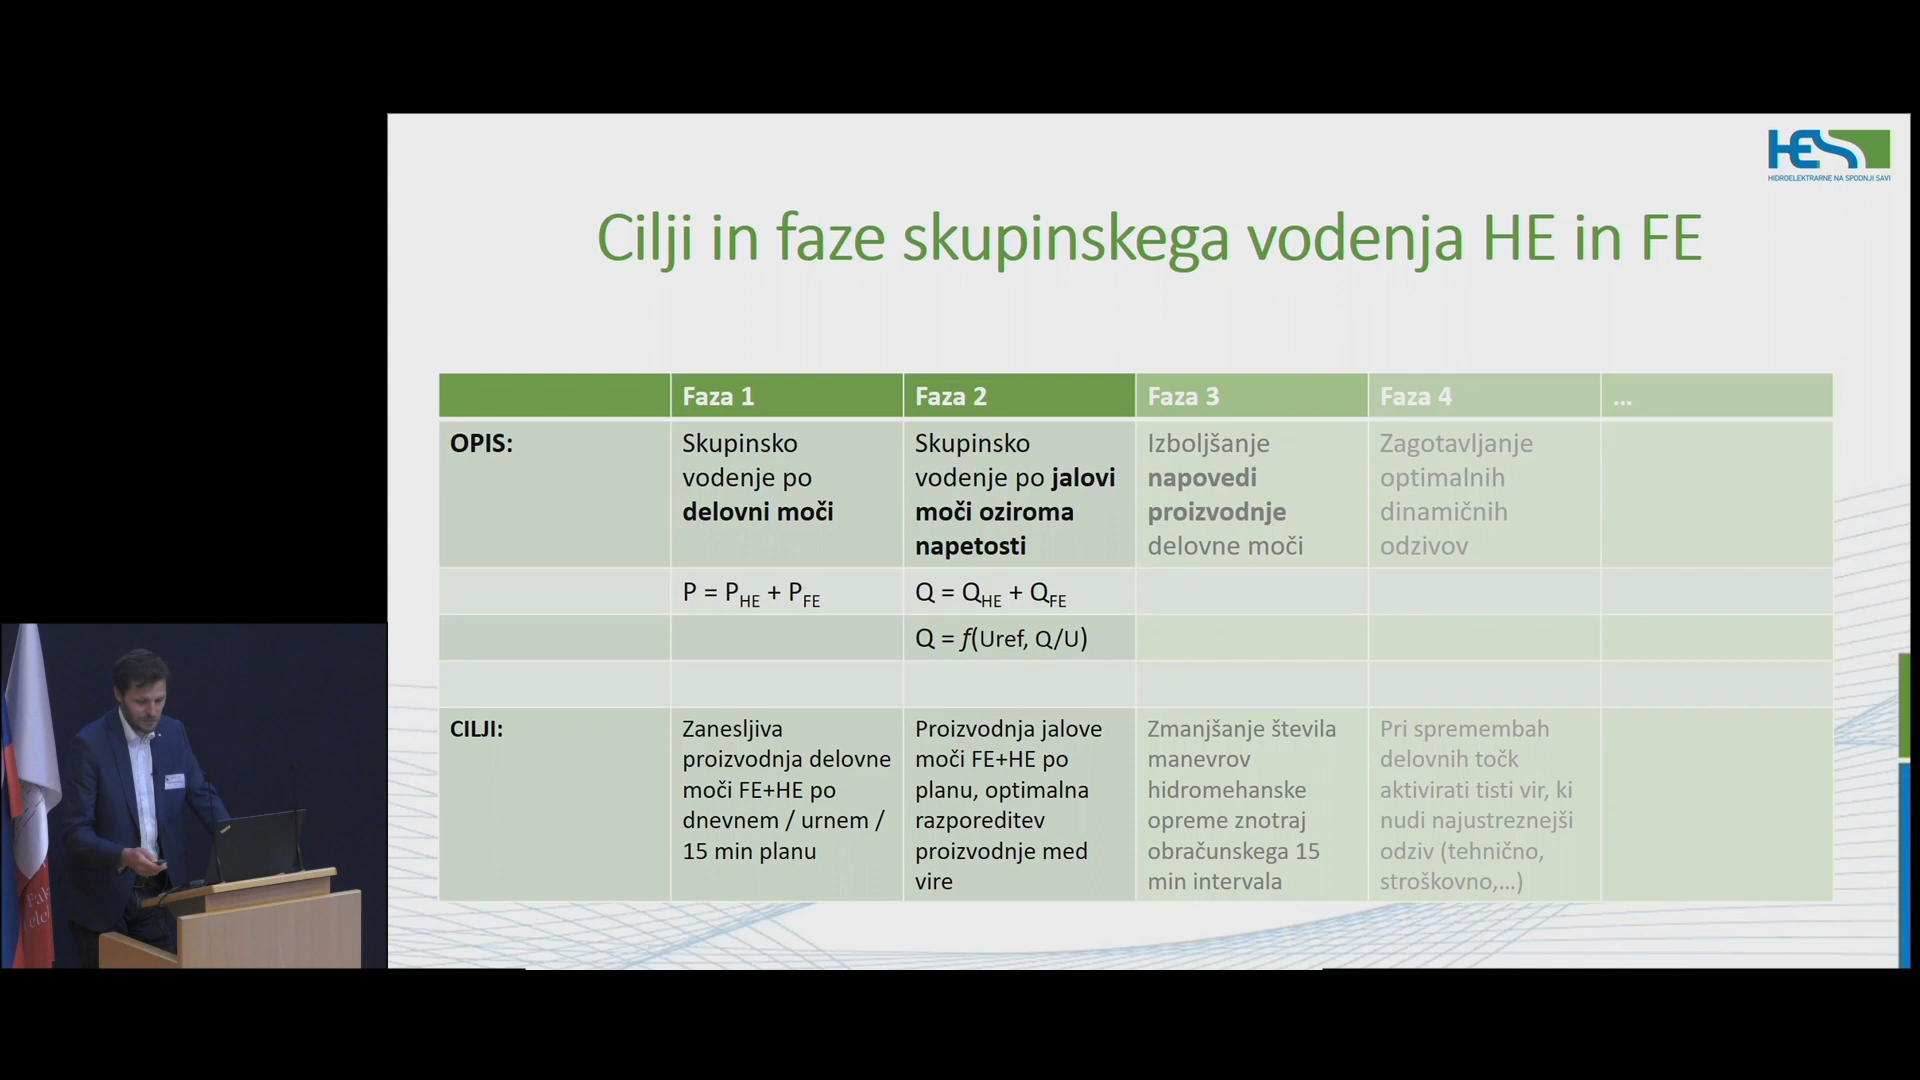 HESS
HIDROELEKTRARNE NA SPODNJI SAVI
Cilji in faze skupinskega vodenja HE in FE
Faza 1
Faza 2
Faza 3
Faza 4
...
OPIS:
Skupinsko
vodenje po
delovni moči
Skupinsko
vodenje po jalovi
moči oziroma
napetosti
Izboljšanje
napovedi
proizvodnje
delovne moči
Zagotavljanje
optimalnih
dinamičnih
odzivov
P = PHE + PFE
Q = QHE + QFE
Q = f(Uref, Q/U)
CILJI:
Zanesljiva
proizvodnja delovne
moči FE+HE po
dnevnem / urnem /
15 min planu
Proizvodnja jalove
moči FE+HE po
planu, optimalna
razporeditev
proizvodnje med
vire
Zmanjšanje števila
manevrov
hidromehanske
opreme znotraj
obračunskega 15
min intervala
Pri spremembah
delovnih točk
aktivirati tisti vir, ki
nudi najustreznejši
odziv (tehnično,
stroškovno,...)